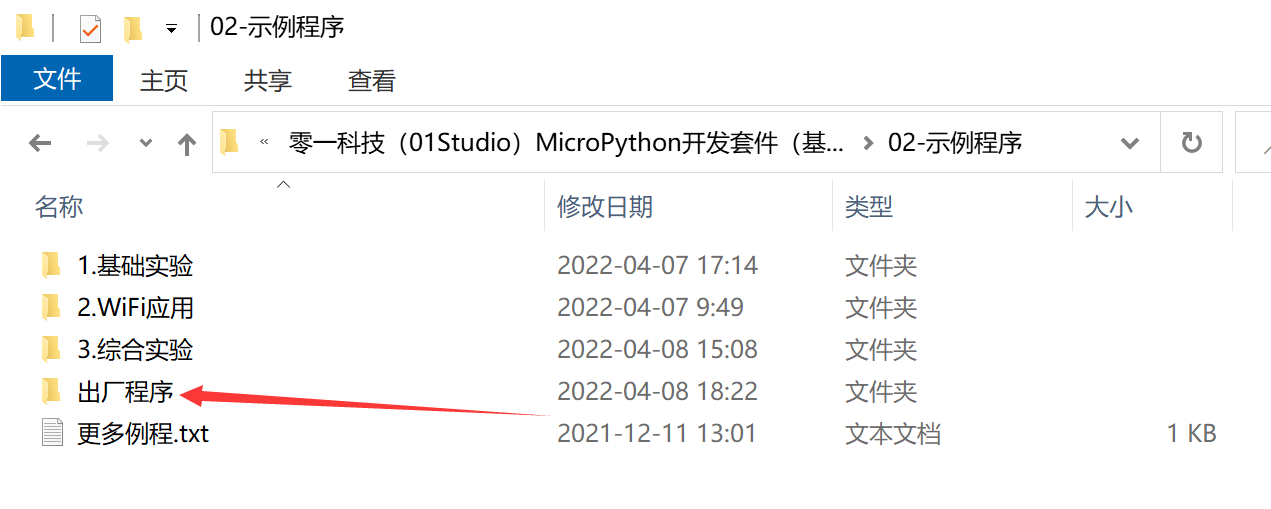 02-示例程序
文件 主页 共享 查看
« 零一科技（01Studio）MicroPython开发套件（基... 02-示例程序
名称 修改日期 类型 大小
1.基础实验 2022-04-07 17:14 文件夹
2.WiFi应用 2022-04-07 9:49 文件夹
3.综合实验 2022-04-08 15:08 文件夹
出厂程序 2022-04-08 18:22 文件夹
更多例程.txt 2021-12-11 13:01 文本文档 1 KB